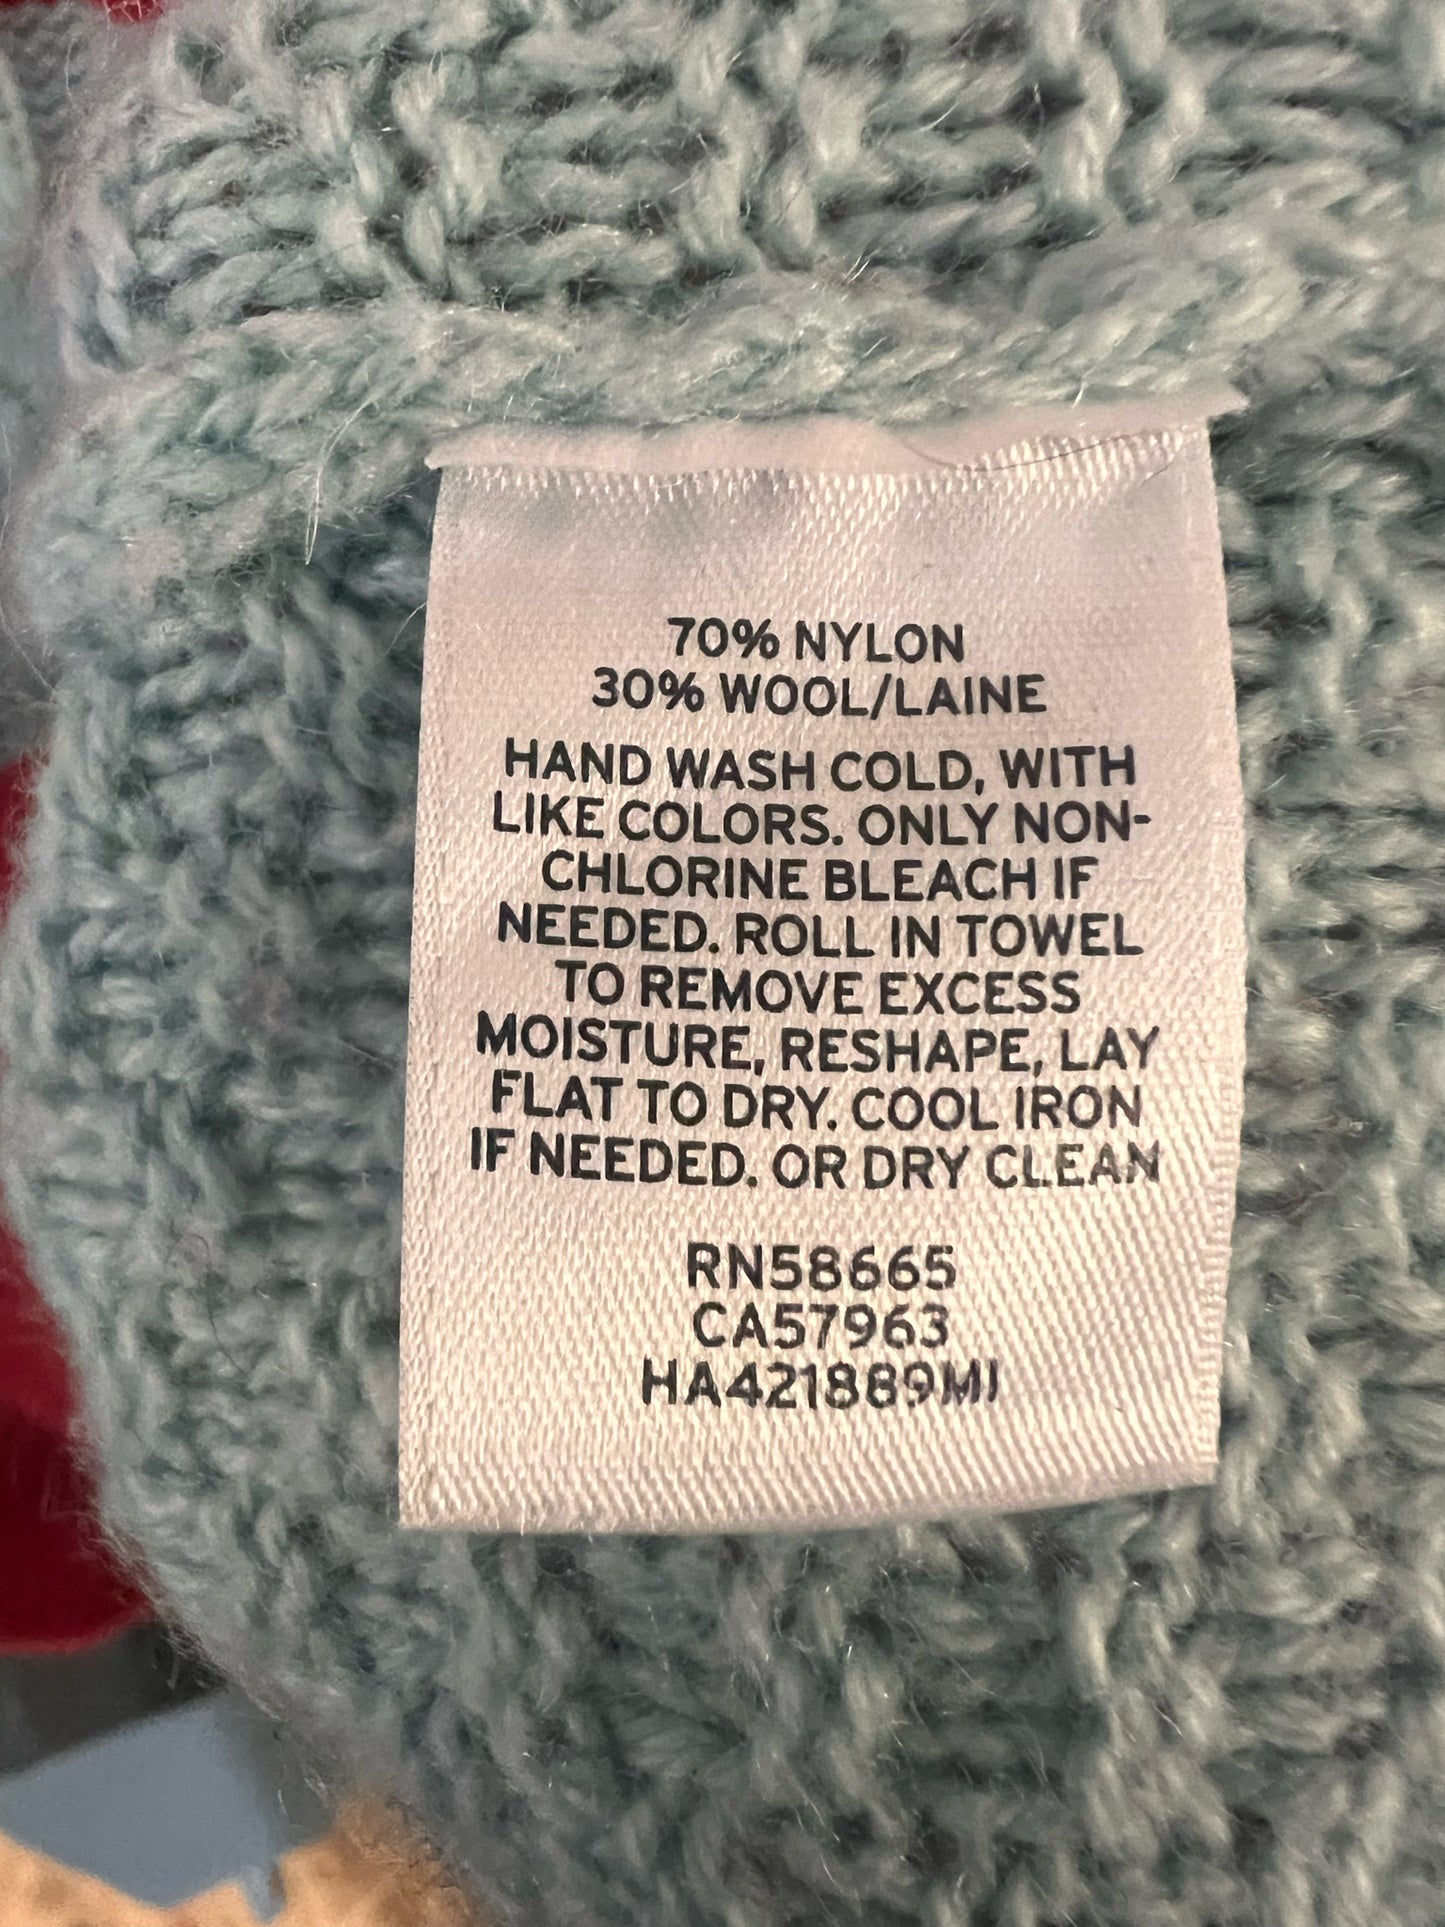 70% NYLON
30% WOOL/LAINE
HAND WASH COLD, WITH
LIKE COLORS. ONLY NON-
CHLORINE BLEACH IF
NEEDED. ROLL IN TOWEL
TO REMOVE EXCESS
MOISTURE, RESHAPE, LAY
FLAT TO DRY. COOL IRON
IF NEEDED. OR DRY CLEAN
RN58665
CA57963
HA421889MI